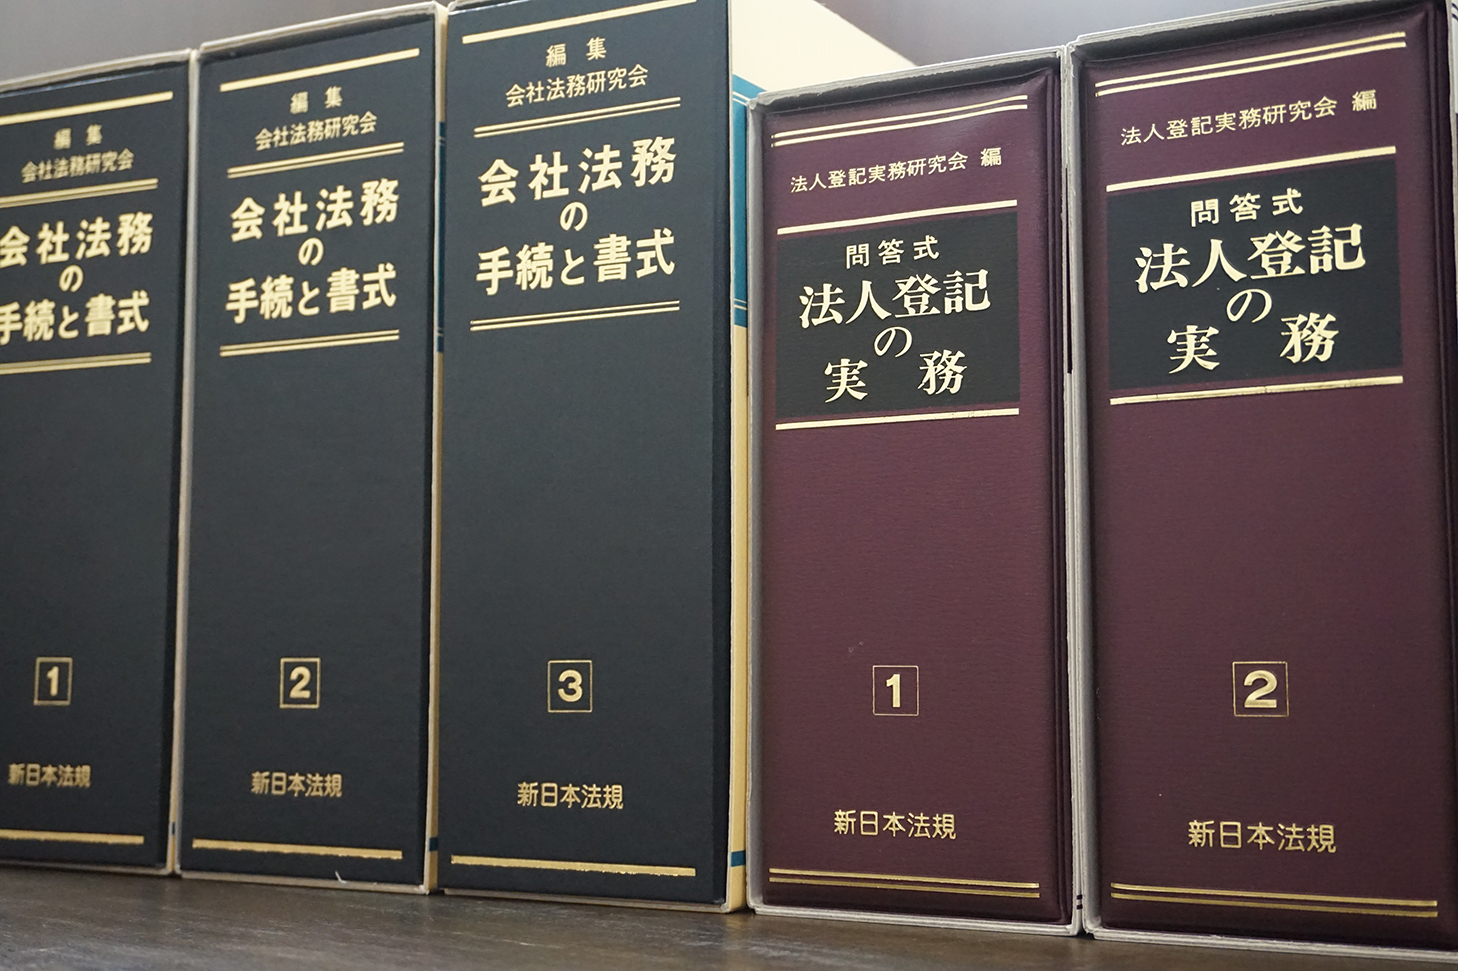 編集
会社法務研究会
会社法務
の
手続と書式
1
新日本法規
編集
会社法務研究会
会社法務
の
手続と書式
2
新日本法規
編集
会社法務研究会
会社法務
の
手続と書式
3
新日本法規
法人登記実務研究会 編
問答式
法人登記
の
実務
1
新日本法規
法人登記実務研究会 編
問答式
法人登記
の
実務
2
新日本法規